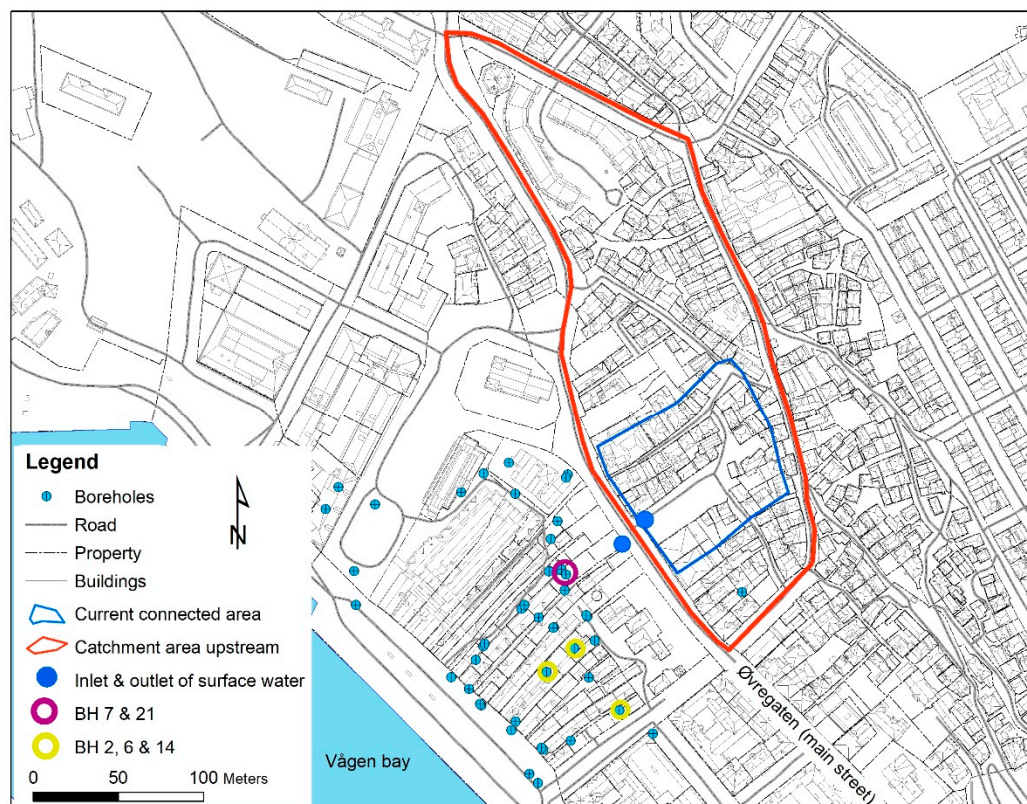 Legend
Boreholes
Road
Property
Buildings
Current connected area
Catchment area upstream
Inlet & outlet of surface water
BH 7 & 21
BH 2, 6 & 14
0 50 100 Meters
N
Vågen bay
Øvregaten (main street)